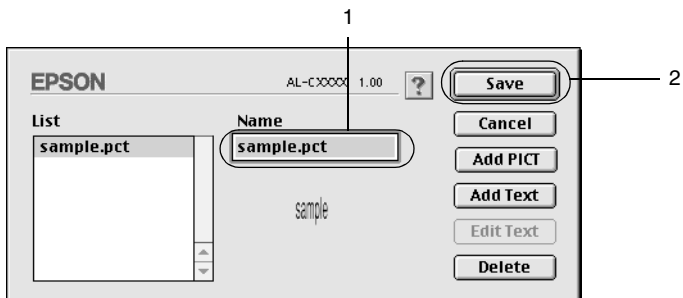 1
EPSON
AL-CXXXX 1.00
?
Save
2
List
Name
Cancel
sample.pct
sample.pct
Add PICT
sample
Add Text
Edit Text
Delete